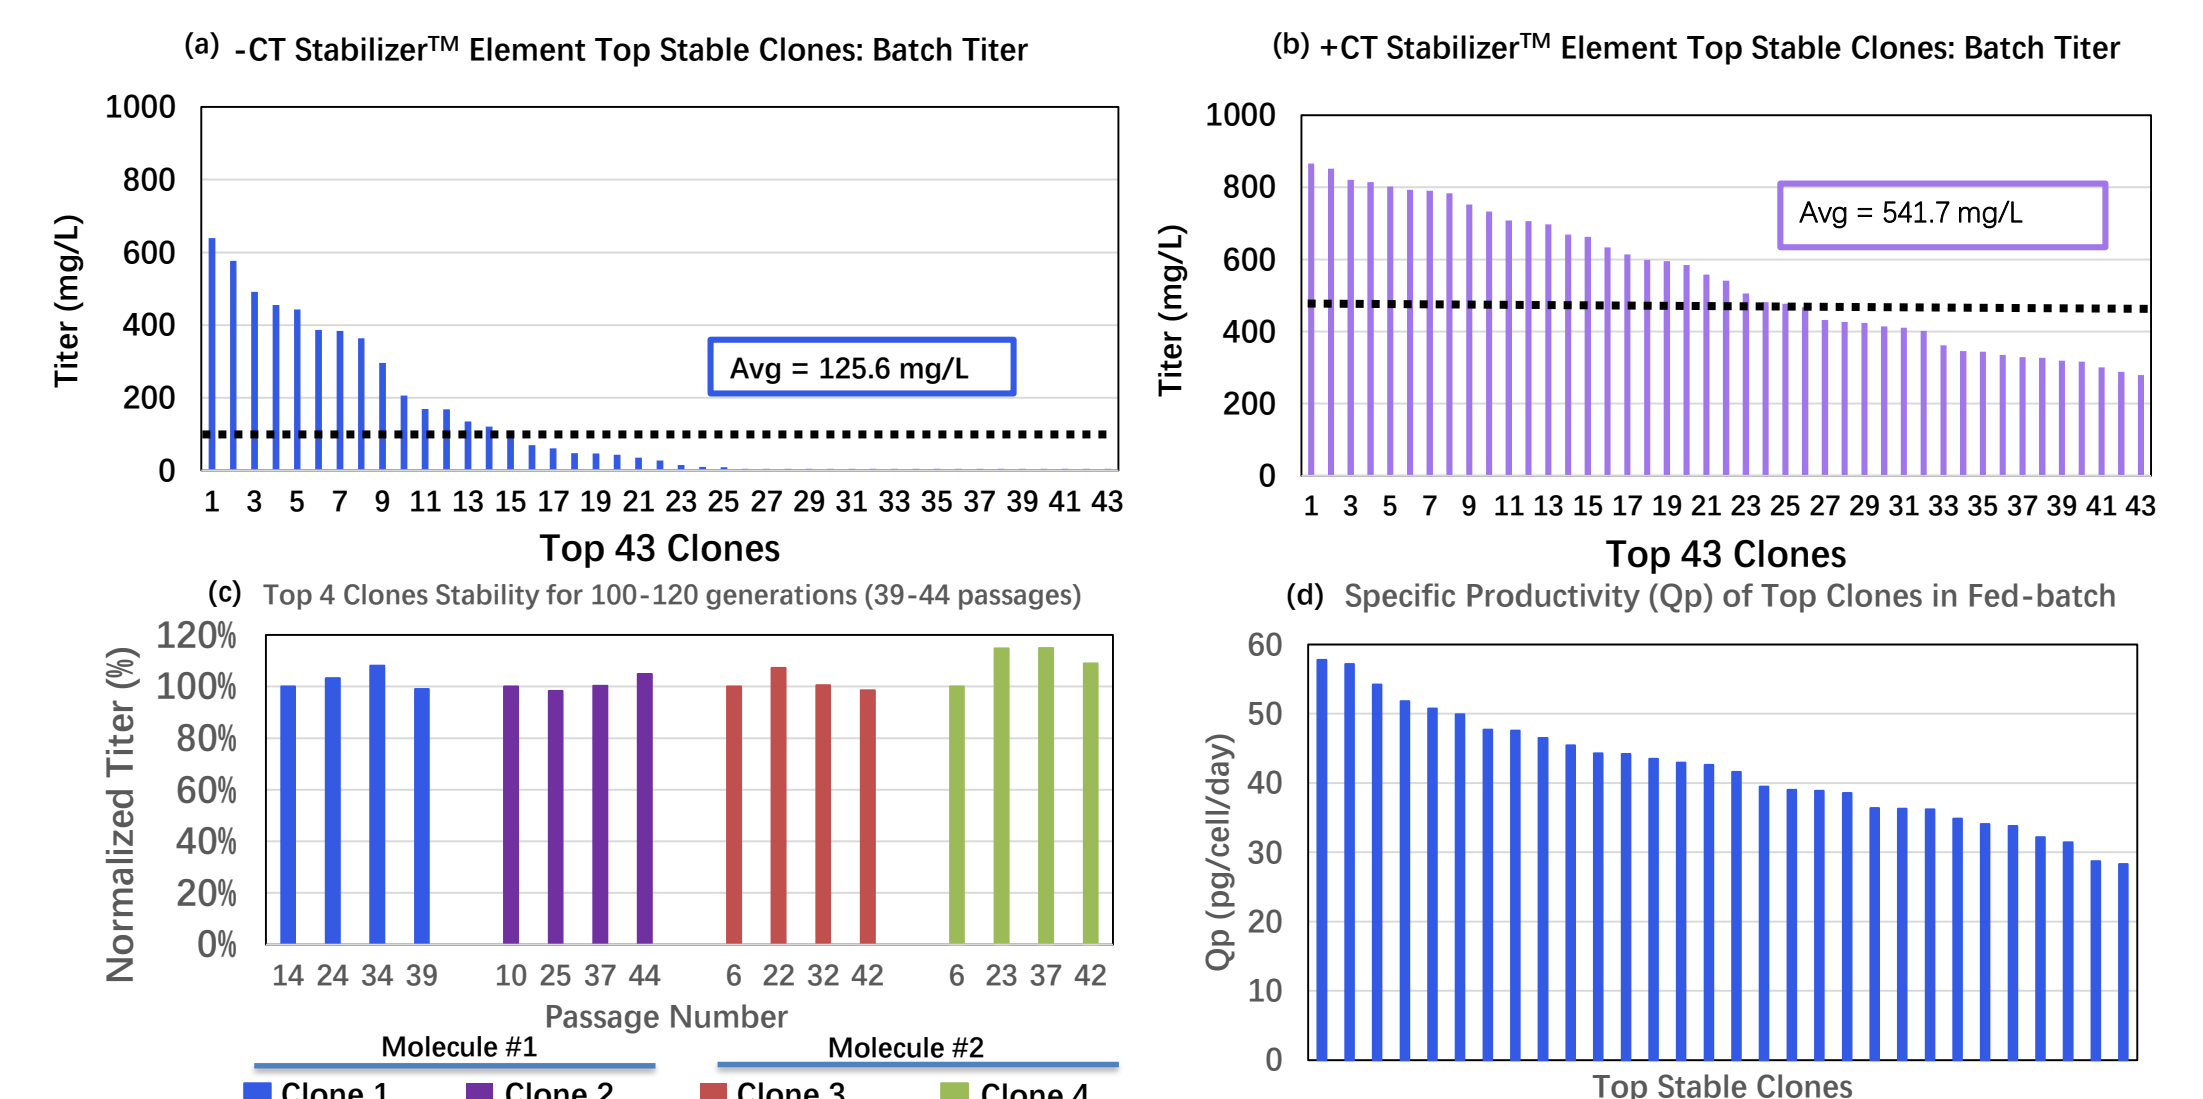 (a) -CT Stabilizer™ Element Top Stable Clones: Batch Titer
1000
800
600
400
200
0
Titer (mg/L)
Avg = 125.6 mg/L
1 3 5 7 9 11 13 15 17 19 21 23 25 27 29 31 33 35 37 39 41 43
Top 43 Clones
(b) +CT Stabilizer™ Element Top Stable Clones: Batch Titer
1000
800
600
400
200
0
Titer (mg/L)
Avg = 541.7 mg/L
1 3 5 7 9 11 13 15 17 19 21 23 25 27 29 31 33 35 37 39 41 43
Top 43 Clones
(c) Top 4 Clones Stability for 100-120 generations (39-44 passages)
120%
100%
80%
60%
40%
20%
0%
Normalized Titer (%)
14 24 34 39 10 25 37 44 6 22 32 42 6 23 37 42
Passage Number
Molecule #1 Molecule #2
Clone 1 Clone 2 Clone 3 Clone 4
(d) Specific Productivity (Qp) of Top Clones in Fed-batch
60
50
40
30
20
10
0
Qp (pg/cell/day)
Top Stable Clones